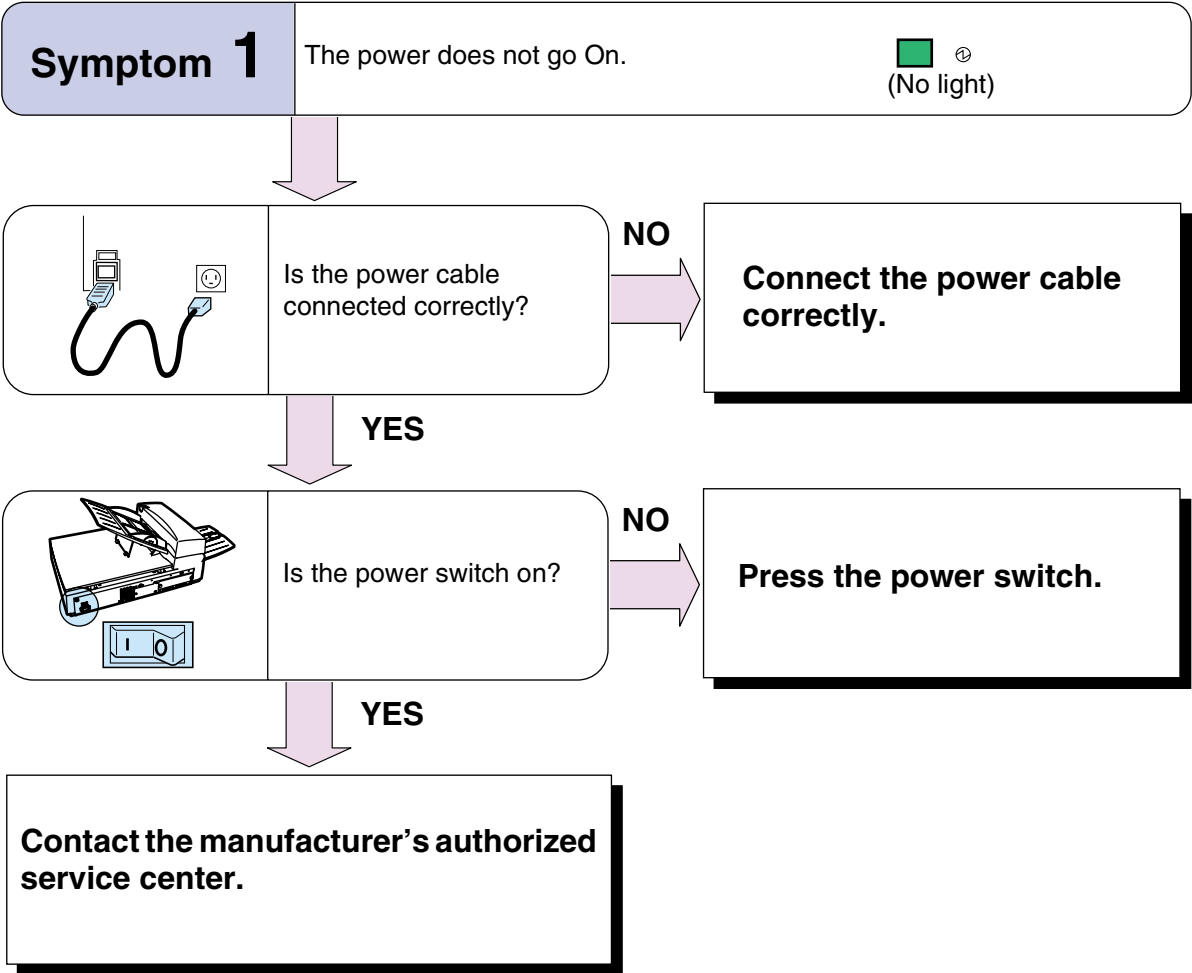 Symptom 1
The power does not go On.
(No light)
Is the power cable
connected correctly?
NO
Connect the power cable
correctly.
YES
Is the power switch on?
I O
NO
Press the power switch.
YES
Contact the manufacturer’s authorized
service center.